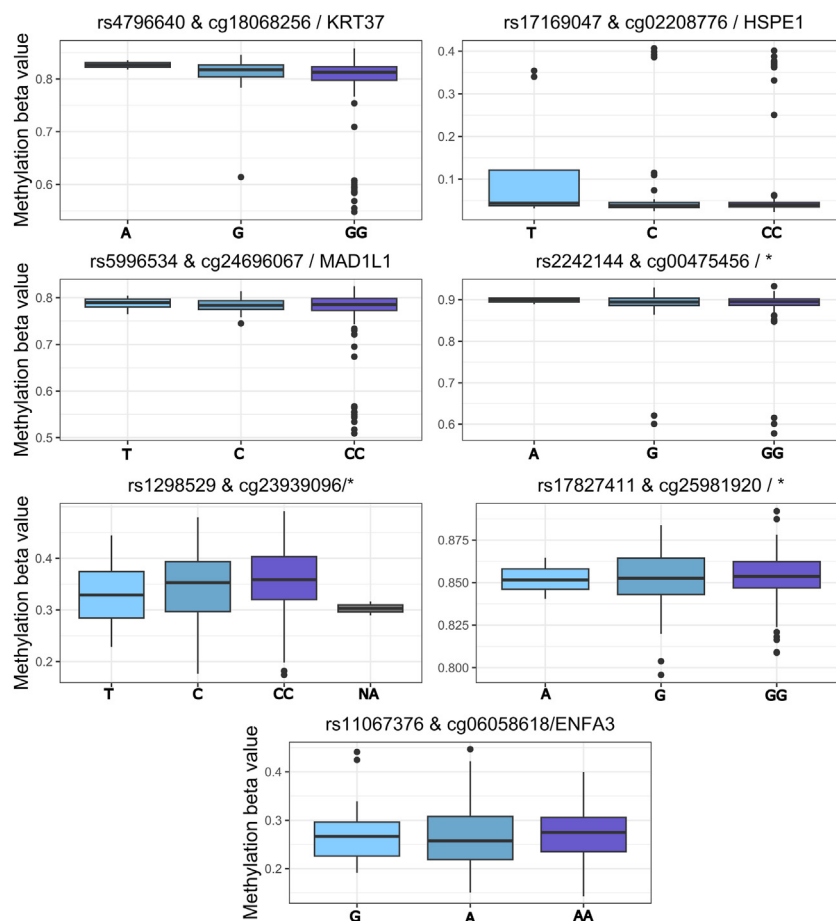 rs4796640 & cg18068256 / KRT37
Methylation beta value
0.8
0.7
0.6
A G GG
rs17169047 & cg02208776 / HSPE1
0.4
0.3
0.2
0.1
T C CC
rs5996534 & cg24696067 / MAD1L1
Methylation beta value
0.8
0.7
0.6
0.5
T C CC
rs2242144 & cg00475456 / *
0.9
0.8
0.7
0.6
A G GG
rs1298529 & cg23939096/*
Methylation beta value
0.4
0.3
0.2
T C CC NA
rs17827411 & cg25981920 / *
0.875
0.850
0.825
0.800
A G GG
rs11067376 & cg06058618/ENFA3
Methylation beta value
0.4
0.3
0.2
G A AA